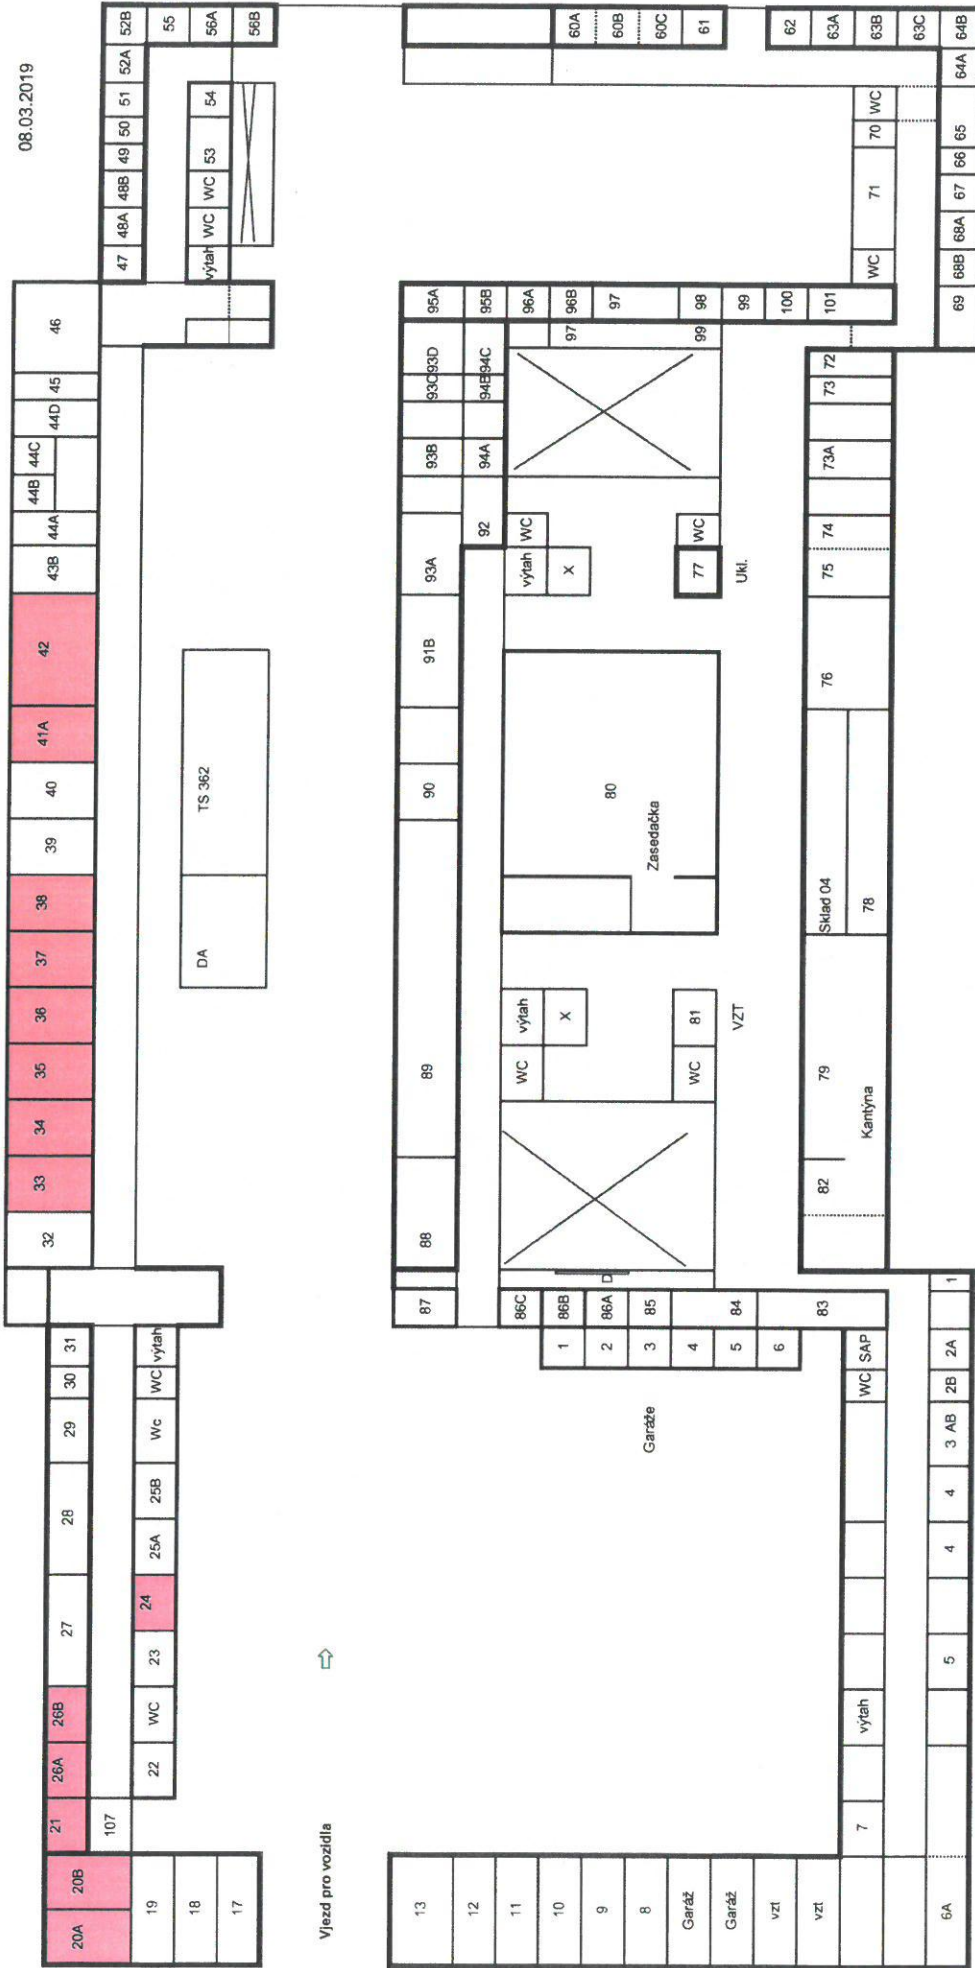 08.03.2019
20A 20B 21 26A 26B 27 28 29 30 31 32 33 34 35 36 37 38 39 40 41A 42 43B 44A 44B 44C 44D 45 46
107 47 48A 48B 49 50 51 52A 52B
19 22 WC 23 24 25A 25B Wc WC výtah 55
18 DA TS 362 výtah WC WC 53 54 56A
17 56B
Vjezd pro vozidla
13 87 88 89 90 91B 93A 93B 93C 93D 95A
12 92 94A 94B 94C 95B
11 86C WC výtah výtah WC 96A
10 1 86B X X 97 96B 60A
9 2 86A D 80 97 60B
8 Garáže 3 85 Zasedačka 60C
Garáž 4 WC 81 77 WC 99 98 61
Garáž 5 84 VZT Ukl. 99
vzt 6 100 62
vzt 83 82 79 Sklad 04 76 75 74 73A 73 72 101 63A
7 výtah WC SAP Kantýna 78 WC 71 70 WC 63B
63C
6A 5 4 4 3 AB 2B 2A 1 69 68B 68A 67 66 65 64A 64B